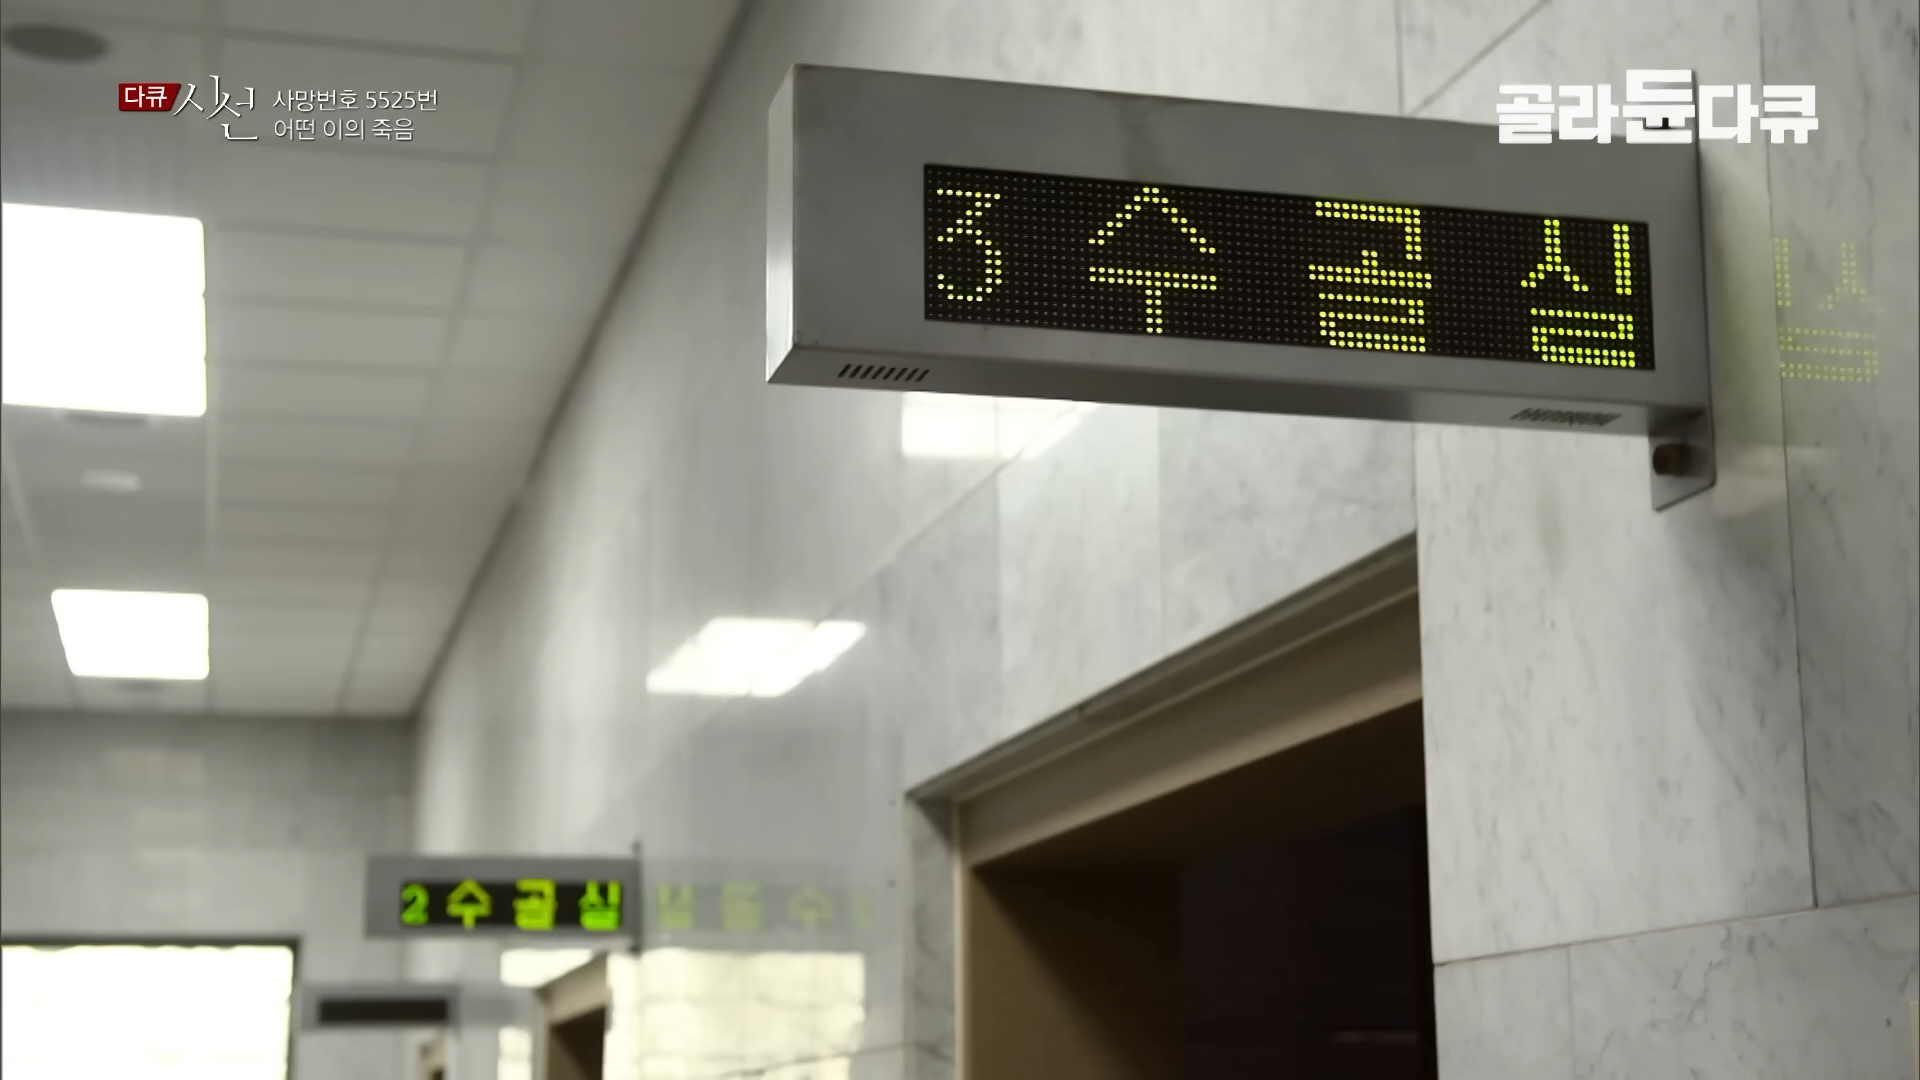 다큐 시선 사망번호 5525번
어떤 이의 죽음
골라듄다큐
3 수골실
2 수골실